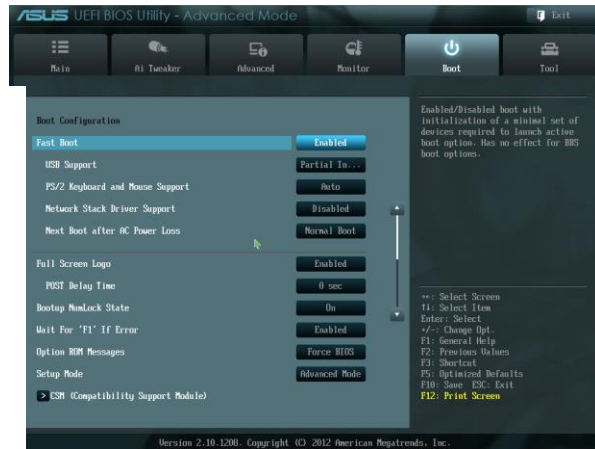 ASUS UEFI BIOS Utility - Advanced Mode
Exit
Main Ai Tweaker Advanced Monitor Boot Tool
Boot Configuration
Fast Boot Enabled
USB Support Partial In...
PS/2 Keyboard and Mouse Support Auto
Network Stack Driver Support Disabled
Next Boot after AC Power Loss Normal Boot
Full Screen Logo Enabled
POST Delay Time 0 sec
Bootup NumLock State On
Wait For 'F1' If Error Enabled
Option ROM Messages Force BIOS
Setup Mode Advanced Mode
> CSM (Compatibility Support Module)
Enabled/Disabled boot with
initialization of a minimal set of
devices required to launch active
boot option. Has no effect for BBS
boot options.
→←: Select Screen
↑↓: Select Item
Enter: Select
+/-: Change Opt.
F1: General Help
F2: Previous Values
F3: Shortcut
F5: Optimized Defaults
F10: Save ESC: Exit
F12: Print Screen
Version 2.10.1208. Copyright (C) 2012 American Megatrends, Inc.